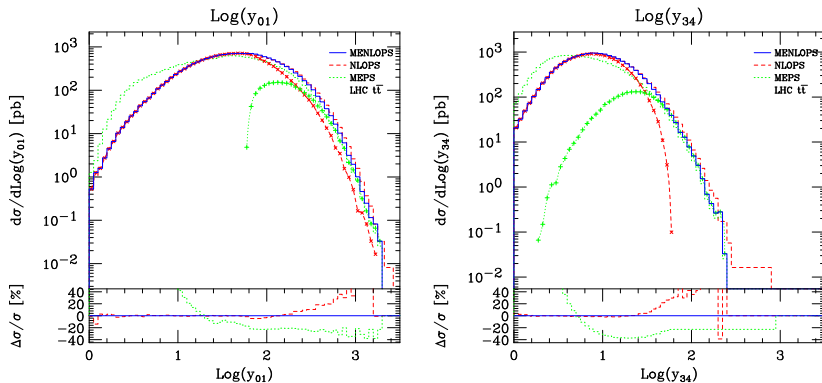 Log(y₀₁)
dσ/dLog(y₀₁) [pb]
10³
10²
10¹
10⁰
10⁻¹
10⁻²
MENLOPS
NLOPS
MEPS
LHC tt̄
Δσ/σ [%]
40
20
0
−20
−40
0 1 2 3
Log(y₀₁)
Log(y₃₄)
dσ/dLog(y₃₄) [pb]
10³
10²
10¹
10⁰
10⁻¹
10⁻²
MENLOPS
NLOPS
MEPS
LHC tt̄
Δσ/σ [%]
40
20
0
−20
−40
0 1 2 3
Log(y₃₄)